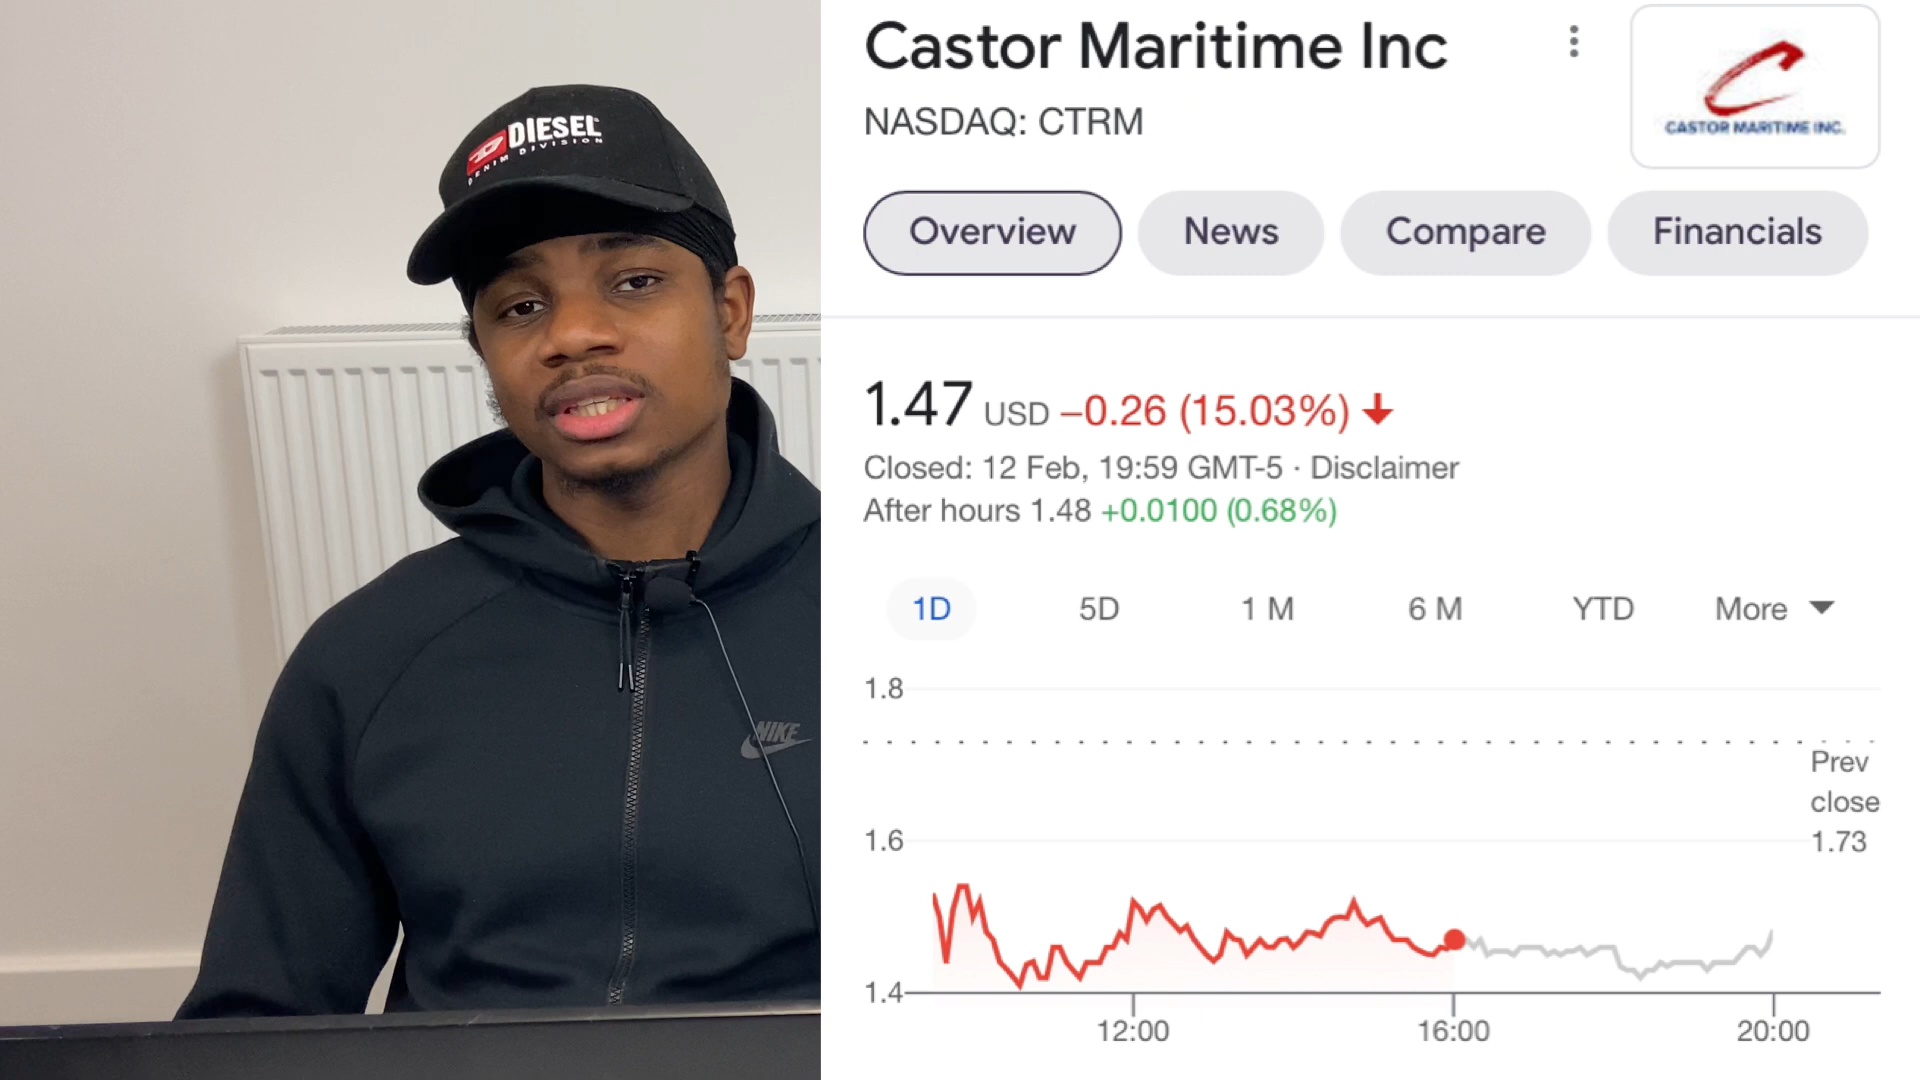 DIESEL
DENIM DIVISION
NIKE
Castor Maritime Inc
CASTOR MARITIME INC.
NASDAQ: CTRM
Overview
News
Compare
Financials
1.47 USD −0.26 (15.03%)
Closed: 12 Feb, 19:59 GMT-5 · Disclaimer
After hours 1.48 +0.0100 (0.68%)
1D
5D
1 M
6 M
YTD
More
1.8
Prev
close
1.73
1.6
1.4
12:00
16:00
20:00